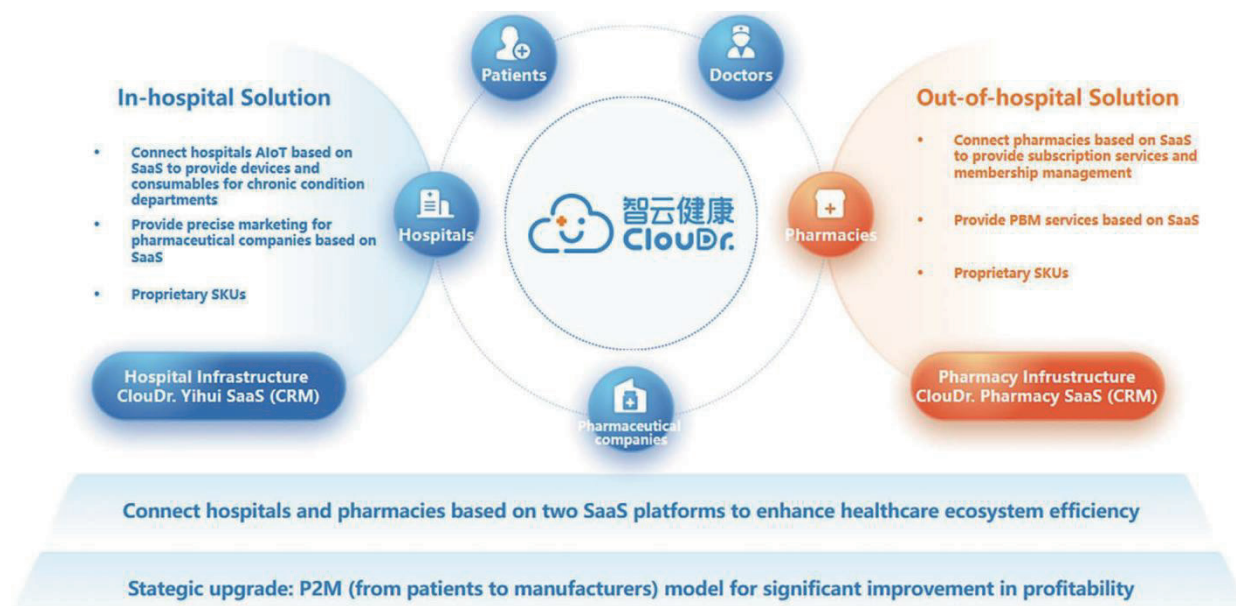 Patients
Doctors
In-hospital Solution
• Connect hospitals AIoT based on
SaaS to provide devices and
consumables for chronic condition
departments
• Provide precise marketing for
pharmaceutical companies based on
SaaS
• Proprietary SKUs
Hospital Infrastructure
ClouDr. Yihui SaaS (CRM)
Hospitals
智云健康
ClouDr.
Pharmacies
Pharmaceutical
companies
Out-of-hospital Solution
• Connect pharmacies based on SaaS
to provide subscription services and
membership management
• Provide PBM services based on SaaS
• Proprietary SKUs
Pharmacy Infrustructure
ClouDr. Pharmacy SaaS (CRM)
Connect hospitals and pharmacies based on two SaaS platforms to enhance healthcare ecosystem efficiency
Stategic upgrade: P2M (from patients to manufacturers) model for significant improvement in profitability